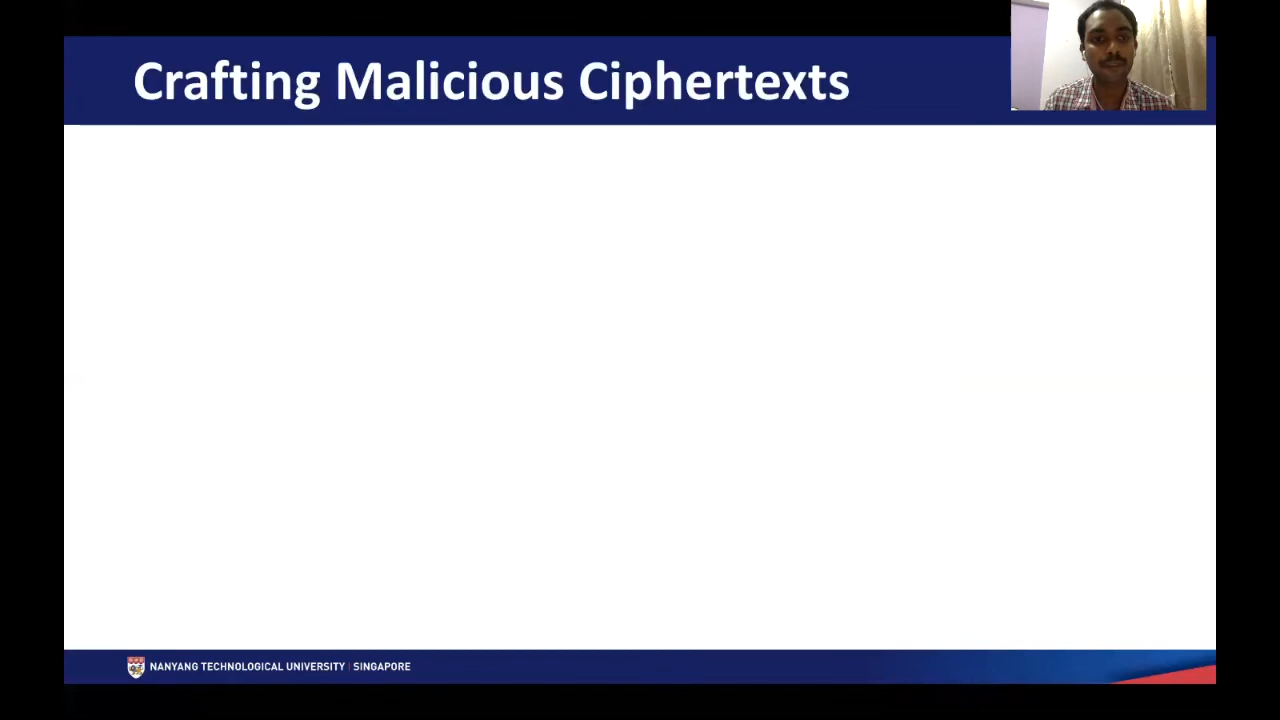 Crafting Malicious Ciphertexts
NANYANG TECHNOLOGICAL UNIVERSITY | SINGAPORE